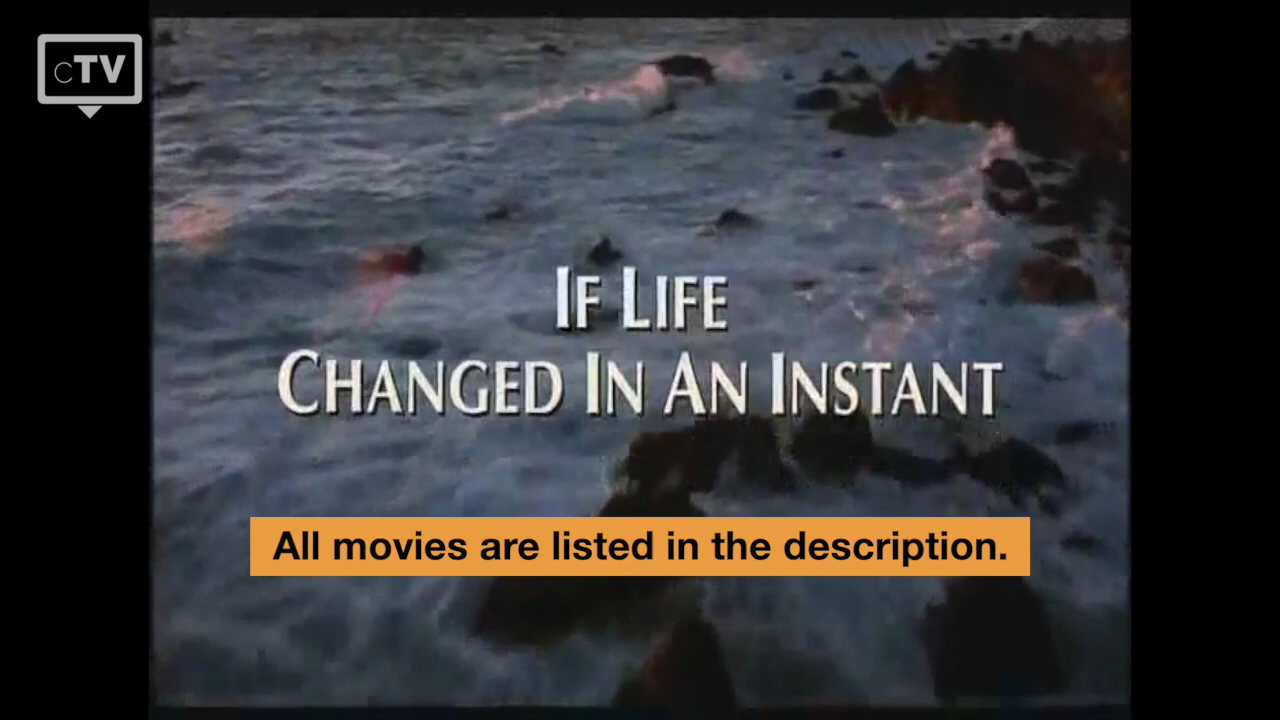 cTV
IF LIFE
CHANGED IN AN INSTANT
All movies are listed in the description.